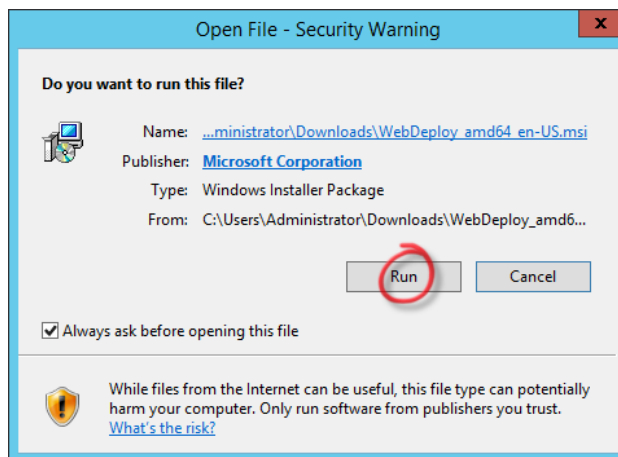 Open File - Security Warning
x
Do you want to run this file?
Name: ...ministrator\Downloads\WebDeploy_amd64_en-US.msi
Publisher: Microsoft Corporation
Type: Windows Installer Package
From: C:\Users\Administrator\Downloads\WebDeploy_amd6...
Run Cancel
Always ask before opening this file
While files from the Internet can be useful, this file type can potentially
harm your computer. Only run software from publishers you trust.
What's the risk?